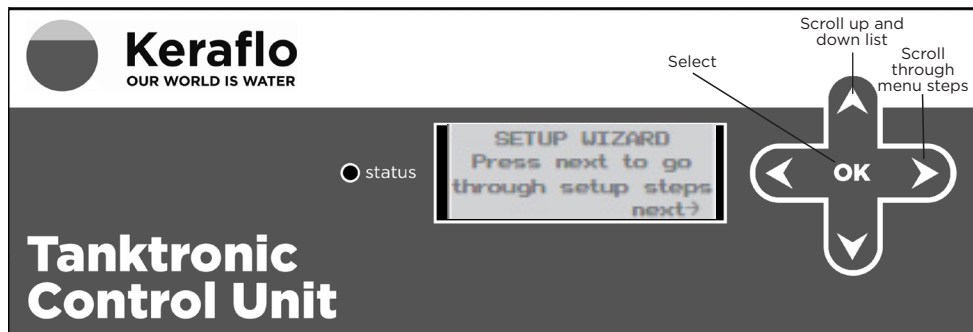 Keraflo
OUR WORLD IS WATER
Select
Scroll up and
down list
Scroll
through
menu steps
status
SETUP WIZARD
Press next to go
through setup steps
next→
OK
Tanktronic
Control Unit